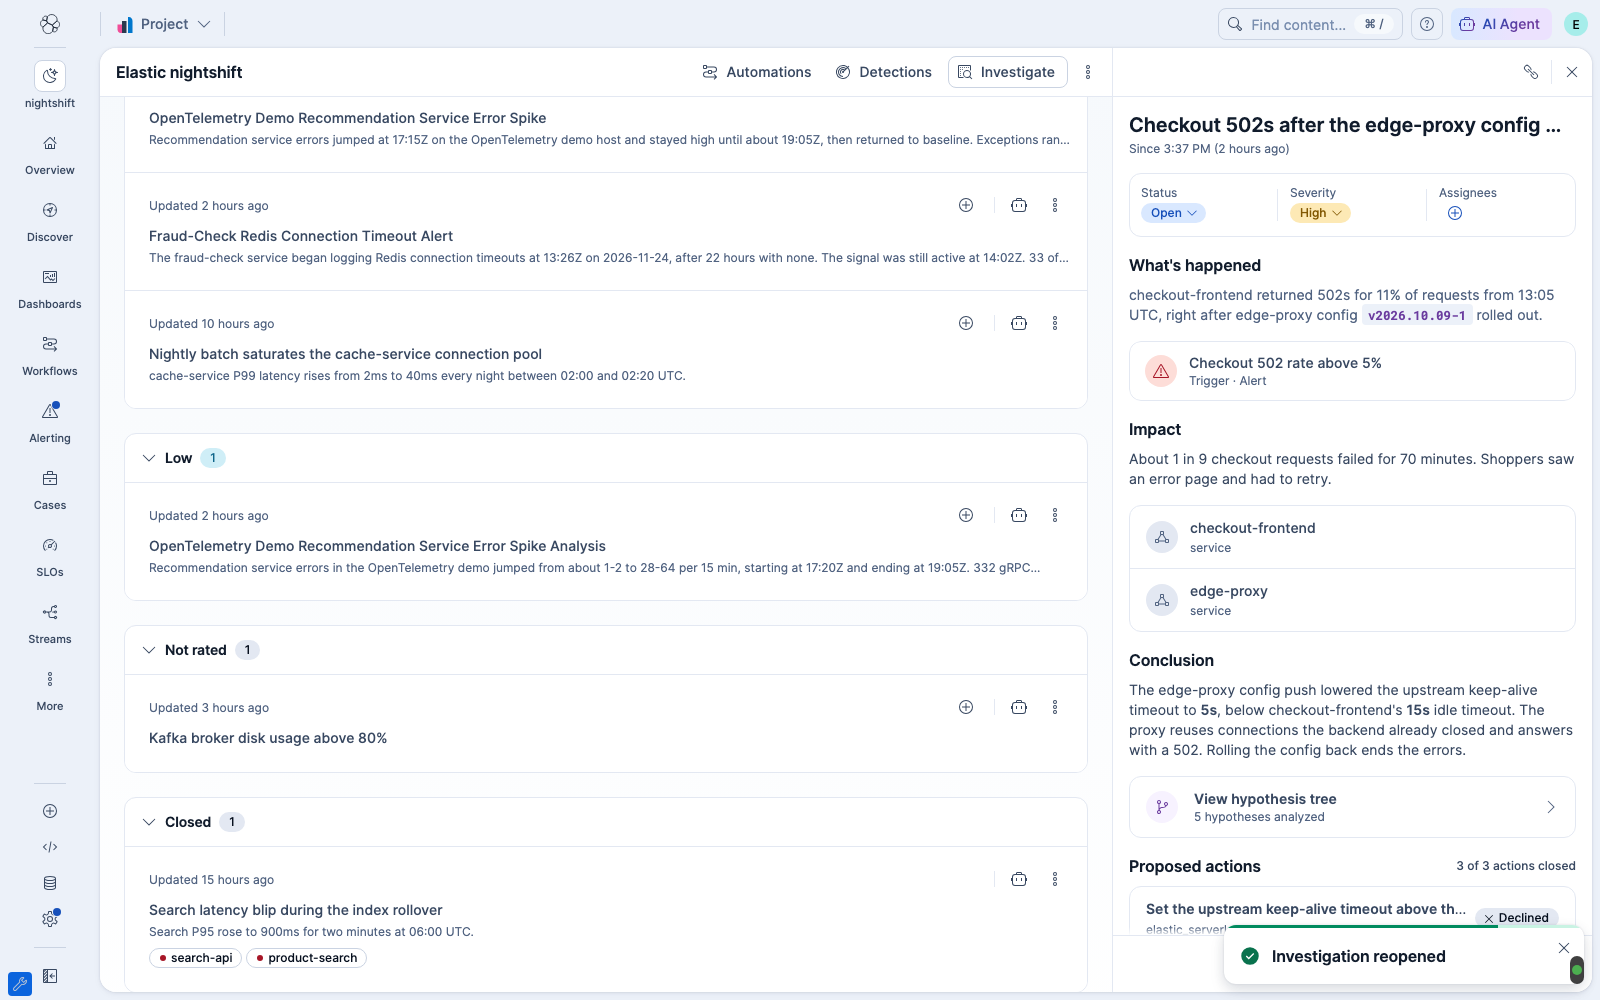 Project
Find content...
⌘ /
AI Agent
E
nightshift
Overview
Discover
Dashboards
Workflows
Alerting
Cases
SLOs
Streams
More
Elastic nightshift
Automations
Detections
Investigate
OpenTelemetry Demo Recommendation Service Error Spike
Recommendation service errors jumped at 17:15Z on the OpenTelemetry demo host and stayed high until about 19:05Z, then returned to baseline. Exceptions ran...
Updated 2 hours ago
Fraud-Check Redis Connection Timeout Alert
The fraud-check service began logging Redis connection timeouts at 13:26Z on 2026-11-24, after 22 hours with none. The signal was still active at 14:02Z. 33 of...
Updated 10 hours ago
Nightly batch saturates the cache-service connection pool
cache-service P99 latency rises from 2ms to 40ms every night between 02:00 and 02:20 UTC.
Low 1
Updated 2 hours ago
OpenTelemetry Demo Recommendation Service Error Spike Analysis
Recommendation service errors in the OpenTelemetry demo jumped from about 1-2 to 28-64 per 15 min, starting at 17:20Z and ending at 19:05Z. 332 gRPC...
Not rated 1
Updated 3 hours ago
Kafka broker disk usage above 80%
Closed 1
Updated 15 hours ago
Search latency blip during the index rollover
Search P95 rose to 900ms for two minutes at 06:00 UTC.
search-api
product-search
Checkout 502s after the edge-proxy config ...
Since 3:37 PM (2 hours ago)
Status
Open
Severity
High
Assignees
What's happened
checkout-frontend returned 502s for 11% of requests from 13:05
UTC, right after edge-proxy config v2026.10.09-1 rolled out.
Checkout 502 rate above 5%
Trigger · Alert
Impact
About 1 in 9 checkout requests failed for 70 minutes. Shoppers saw
an error page and had to retry.
checkout-frontend
service
edge-proxy
service
Conclusion
The edge-proxy config push lowered the upstream keep-alive
timeout to 5s, below checkout-frontend's 15s idle timeout. The
proxy reuses connections the backend already closed and answers
with a 502. Rolling the config back ends the errors.
View hypothesis tree
5 hypotheses analyzed
Proposed actions
3 of 3 actions closed
Set the upstream keep-alive timeout above th...
Declined
Investigation reopened